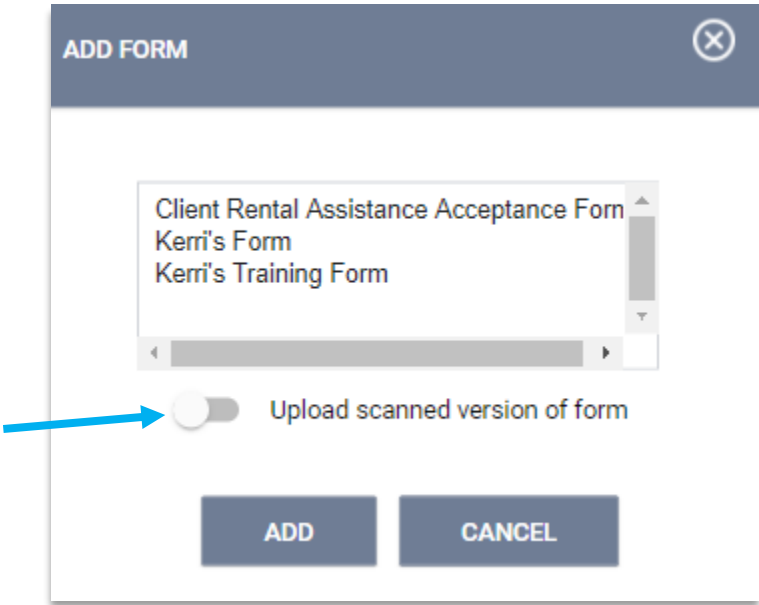 ADD FORM
Client Rental Assistance Acceptance Form
Kerri's Form
Kerri's Training Form
Upload scanned version of form
ADD CANCEL